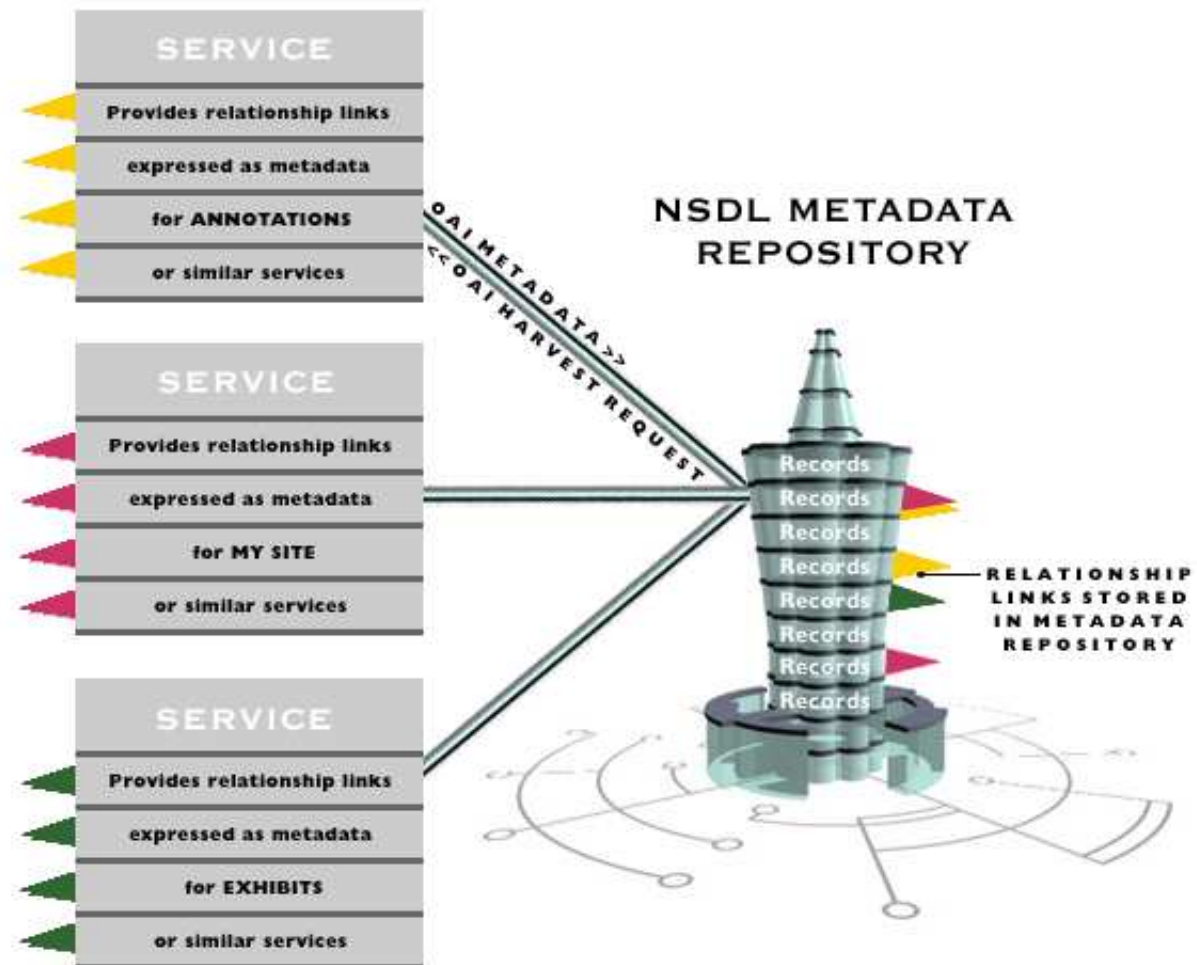 SERVICE
Provides relationship links
expressed as metadata
for ANNOTATIONS
or similar services
OAI METADATA>>
<<OAI HARVEST REQUEST
NSDL METADATA
REPOSITORY
SERVICE
Provides relationship links
expressed as metadata
for MY SITE
or similar services
Records
Records
Records
Records
Records
Records
Records
Records
RELATIONSHIP
LINKS STORED
IN METADATA
REPOSITORY
SERVICE
Provides relationship links
expressed as metadata
for EXHIBITS
or similar services